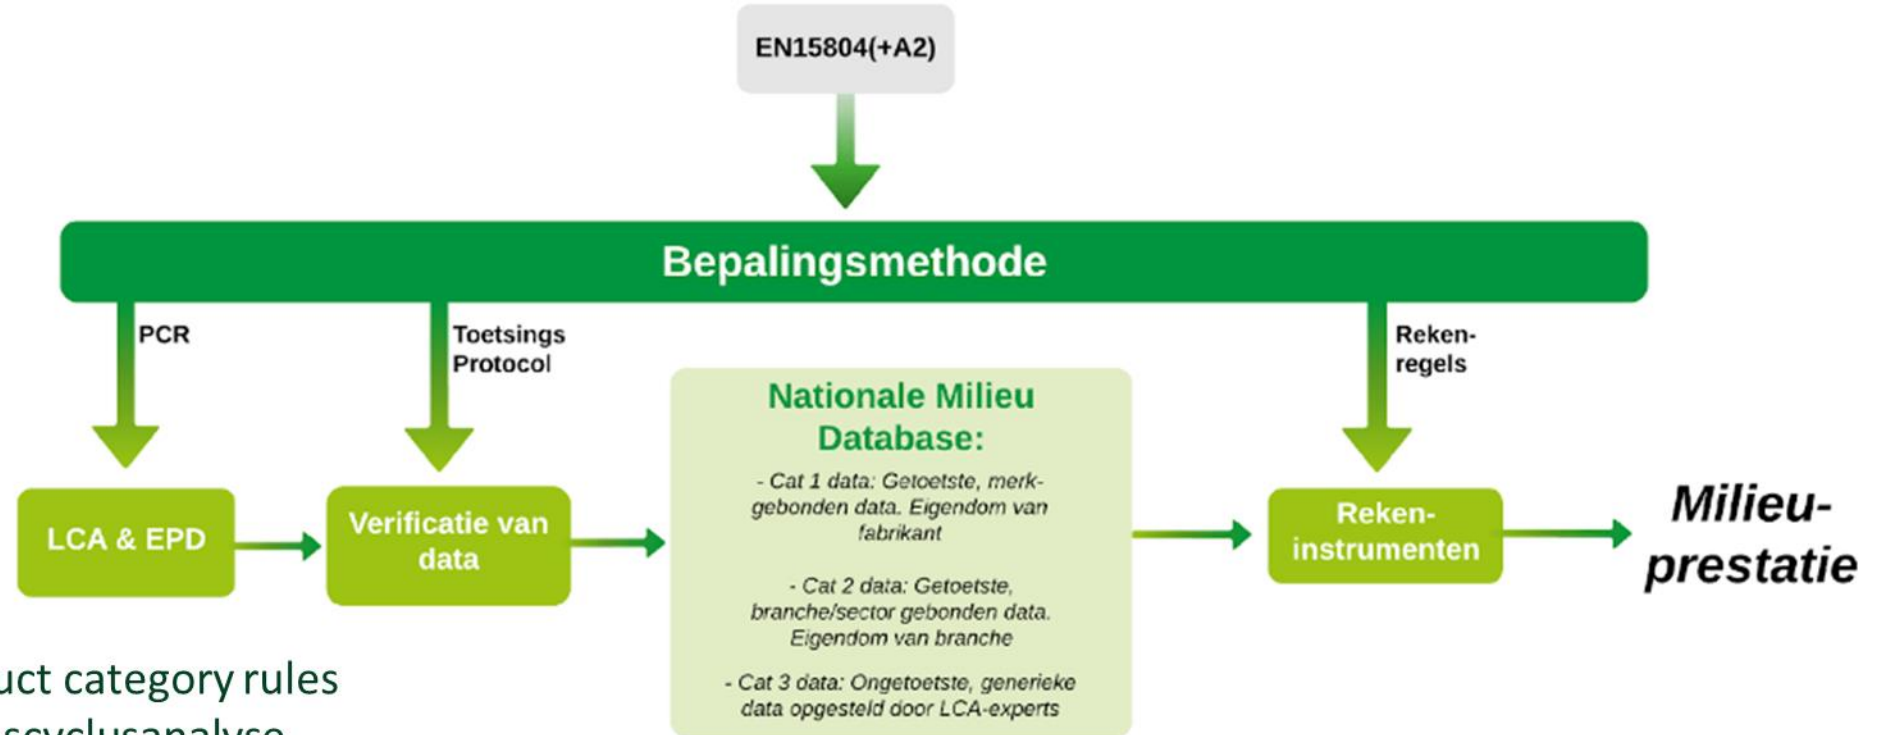 EN15804(+A2)
Bepalingsmethode
PCR
Toetsings
Protocol
Reken-
regels
Nationale Milieu
Database:
- Cat 1 data: Getoetste, merk-
gebonden data. Eigendom van
fabrikant
- Cat 2 data: Getoetste,
branche/sector gebonden data.
Eigendom van branche
- Cat 3 data: Ongetoetste, generieke
data opgesteld door LCA-experts
LCA & EPD
Verificatie van
data
Reken-
instrumenten
Milieu-
prestatie
uct category rules
scyclusanalyse